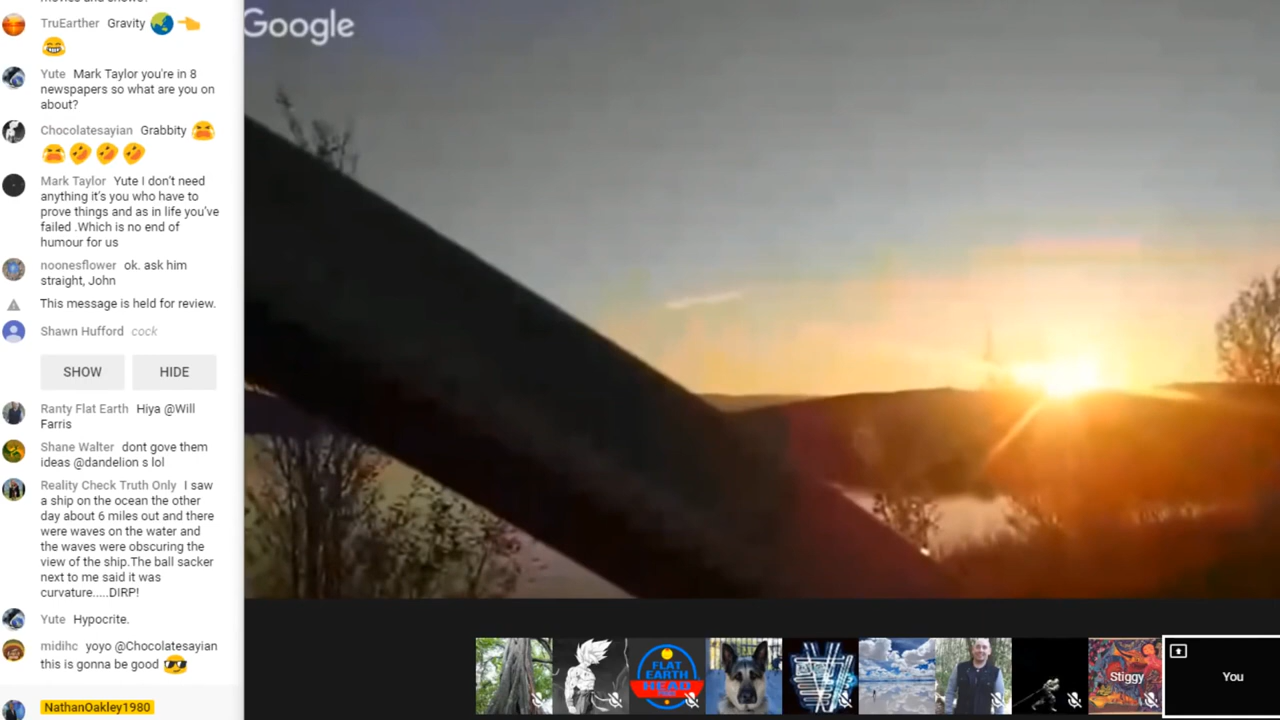 TruEarther Gravity
Yute Mark Taylor you're in 8
newspapers so what are you on
about?
Chocolatesayian Grabbity
Mark Taylor Yute I don't need
anything it's you who have to
prove things and as in life you've
failed .Which is no end of
humour for us
noonesflower ok. ask him
straight, John
This message is held for review.
Shawn Hufford cock
SHOW HIDE
Ranty Flat Earth Hiya @Will
Farris
Shane Walter dont gove them
ideas @dandelion s lol
Reality Check Truth Only I saw
a ship on the ocean the other
day about 6 miles out and there
were waves on the water and
the waves were obscuring the
view of the ship.The ball sacker
next to me said it was
curvature.....DIRP!
Yute Hypocrite.
midihc yoyo @Chocolatesayian
this is gonna be good
NathanOakley1980
Google
FLAT
EARTH
HEAD
Stiggy
You